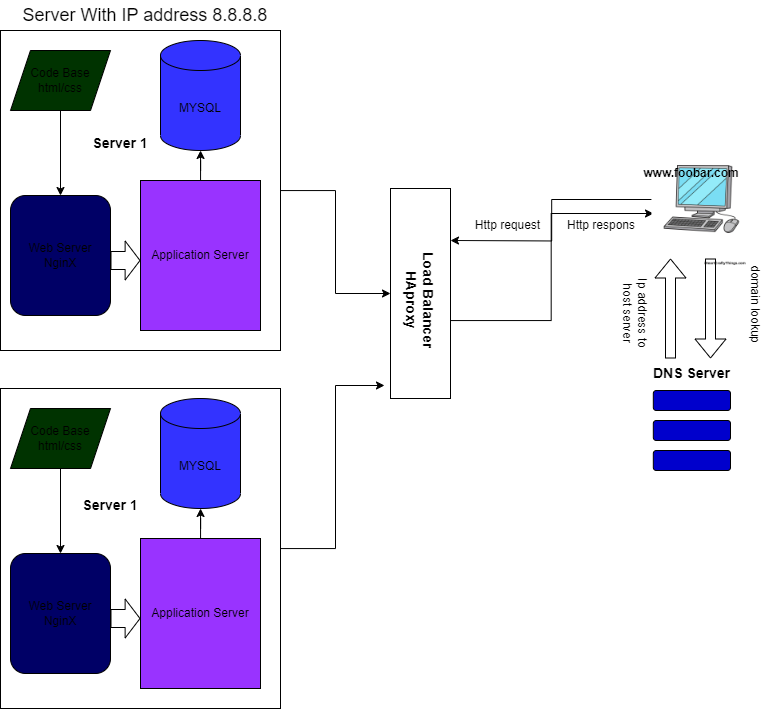 Server With IP address 8.8.8.8
Code Base
html/css
MYSQL
Server 1
Wesi Server
NginX
Application Server
Load Balancer
HAproxy
Http request
Http respons
www.foobar.com
Ip address to
host server
domain lookup
DNS Server
Code Base
html/css
MYSQL
Server 1
Wesi Server
NginX
Application Server